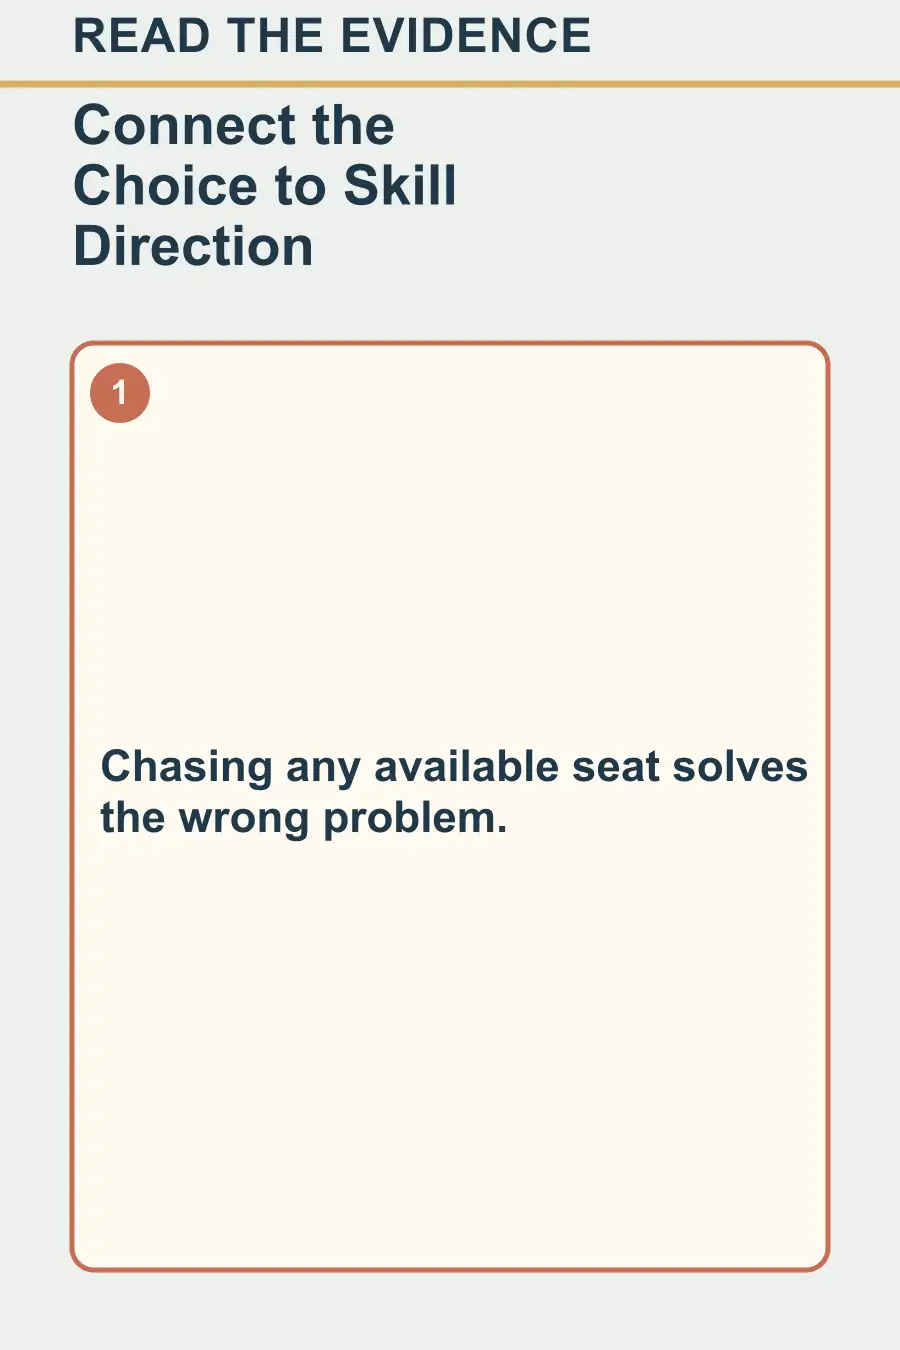 READ THE EVIDENCE
Connect the
Choice to Skill
Direction
1
Chasing any available seat solves
the wrong problem.